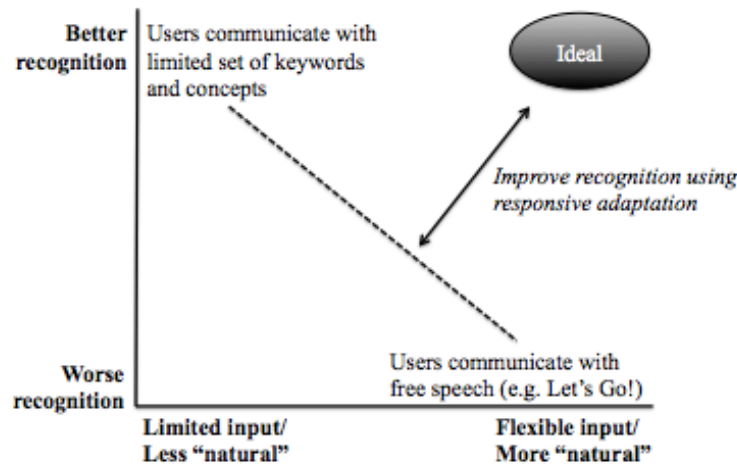 Better
recognition
Users communicate with
limited set of keywords
and concepts
Ideal
Improve recognition using
responsive adaptation
Users communicate with
free speech (e.g. Let's Go!)
Worse
recognition
Limited input/
Less "natural"
Flexible input/
More "natural"